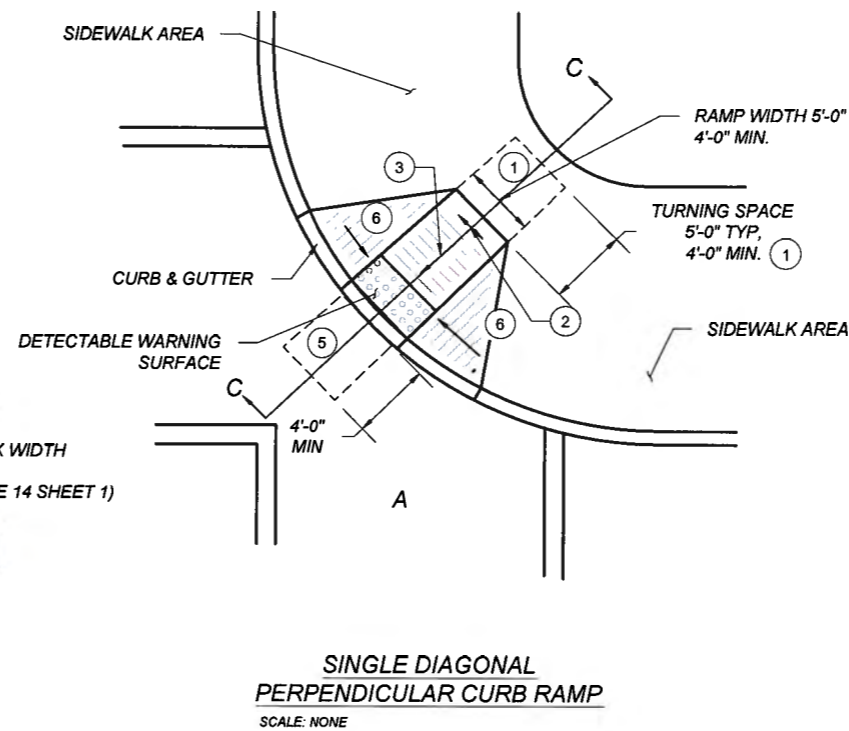 SIDEWALK AREA
C
RAMP WIDTH 5'-0"
4'-0" MIN.
3
1
TURNING SPACE
5'-0" TYP,
4'-0" MIN. 1
6
CURB & GUTTER
2
6
SIDEWALK AREA
DETECTABLE WARNING
SURFACE
5
C
4'-0"
MIN
WIDTH
14 SHEET 1)
A
SINGLE DIAGONAL
PERPENDICULAR CURB RAMP
SCALE: NONE